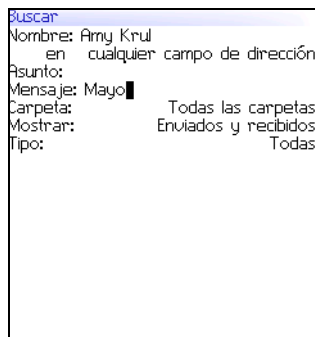 Buscar
Nombre: Amy Krul
en cualquier campo de dirección
Asunto:
Mensaje: Mayo
Carpeta: Todas las carpetas
Mostrar: Enviados y recibidos
Tipo: Todas